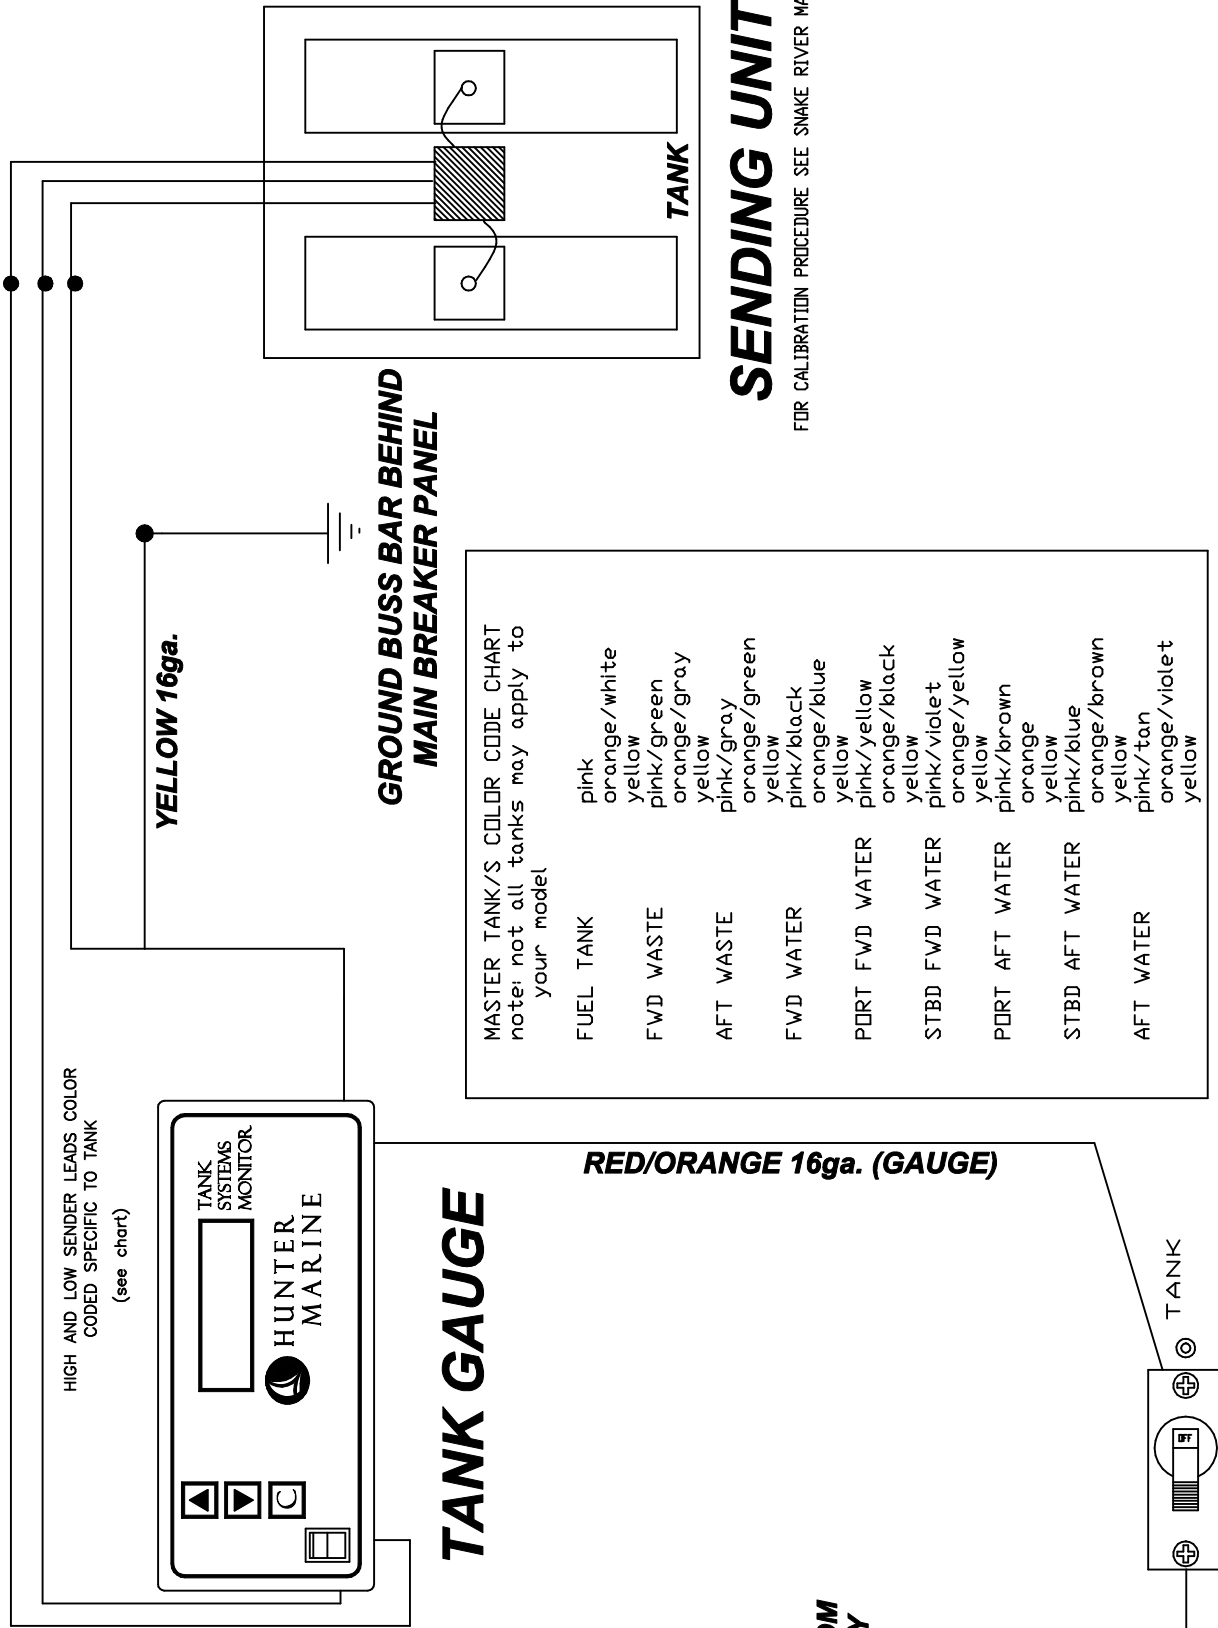 HIGH AND LOW SENDER LEADS COLOR
CODED SPECIFIC TO TANK
(see chart)
TANK
SYSTEMS
MONITOR
HUNTER
MARINE
C
TANK GAUGE
YELLOW 16ga.
GROUND BUSS BAR BEHIND
MAIN BREAKER PANEL
TANK
SENDING UNIT
FOR CALIBRATION PROCEDURE SEE SNAKE RIVER
MASTER TANK/S COLOR CODE CHART
note: not all tanks may apply to
your model
FUEL TANK pink
orange/white
yellow
FWD WASTE pink/green
orange/gray
yellow
AFT WASTE pink/gray
orange/green
yellow
FWD WATER pink/black
orange/blue
yellow
PORT FWD WATER pink/yellow
orange/black
yellow
STBD FWD WATER pink/violet
orange/yellow
yellow
PORT AFT WATER pink/brown
orange
yellow
STBD AFT WATER pink/blue
orange/brown
yellow
AFT WATER pink/tan
orange/violet
yellow
RED/ORANGE 16ga. (GAUGE)
TANK
OFF